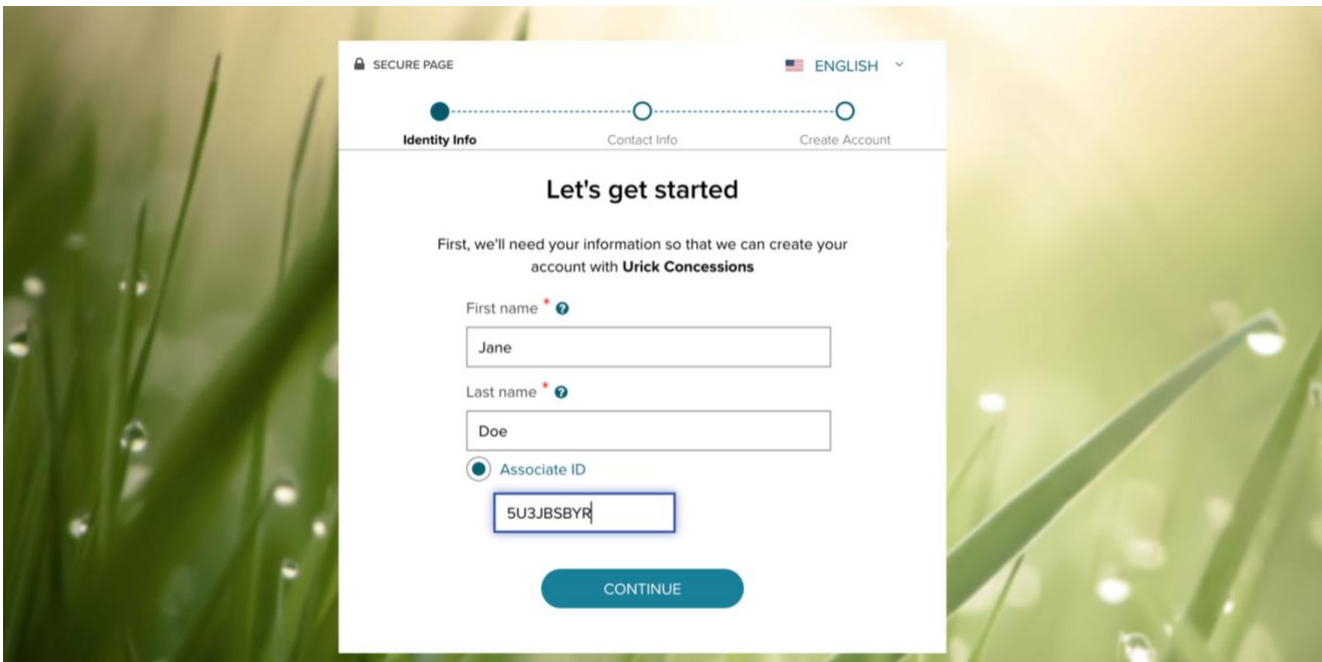 SECURE PAGE
ENGLISH
Identity Info
Contact Info
Create Account
Let's get started
First, we'll need your information so that we can create your
account with Urick Concessions
First name * ?
Jane
Last name * ?
Doe
Associate ID
5U3JBSBYR
CONTINUE